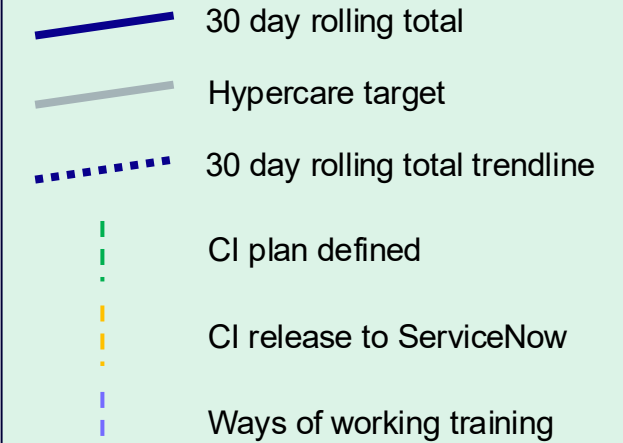 30 day rolling total
Hypercare target
30 day rolling total trendline
CI plan defined
CI release to ServiceNow
Ways of working training